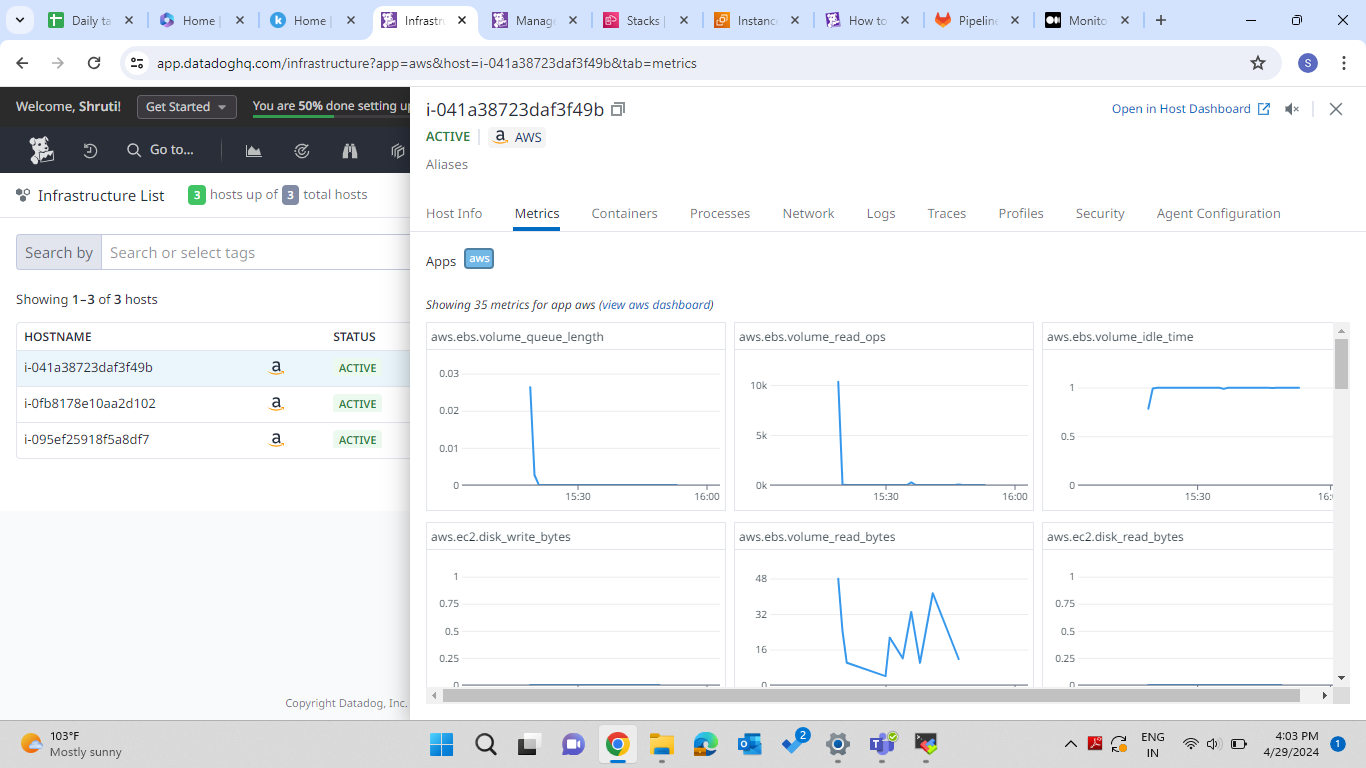 Daily ta
Home |
Home |
Infrastru
Manage
Stacks |
Instanc
How to
Pipeline
Monito
app.datadoghq.com/infrastructure?app=aws&host=i-041a38723daf3f49b&tab=metrics
S
Welcome, Shruti!
Get Started
You are 50% done setting up
Go to...
Infrastructure List
3 hosts up of 3 total hosts
Search by
Search or select tags
Showing 1–3 of 3 hosts
HOSTNAME STATUS
i-041a38723daf3f49b ACTIVE
i-0fb8178e10aa2d102 ACTIVE
i-095ef25918f5a8df7 ACTIVE
Copyright Datadog, Inc.
i-041a38723daf3f49b
Open in Host Dashboard
ACTIVE
AWS
Aliases
Host Info Metrics Containers Processes Network Logs Traces Profiles Security Agent Configuration
Apps aws
Showing 35 metrics for app aws (view aws dashboard)
aws.ebs.volume_queue_length
0.03
0.02
0.01
0
15:30 16:00
aws.ebs.volume_read_ops
10k
5k
0k
15:30 16:00
aws.ebs.volume_idle_time
1
0.5
0
15:30 16:
aws.ec2.disk_write_bytes
1
0.75
0.5
0.25
0
aws.ebs.volume_read_bytes
48
32
16
0
aws.ec2.disk_read_bytes
1
0.75
0.5
0.25
0
103°F
Mostly sunny
2
ENG
IN
4:03 PM
4/29/2024
1